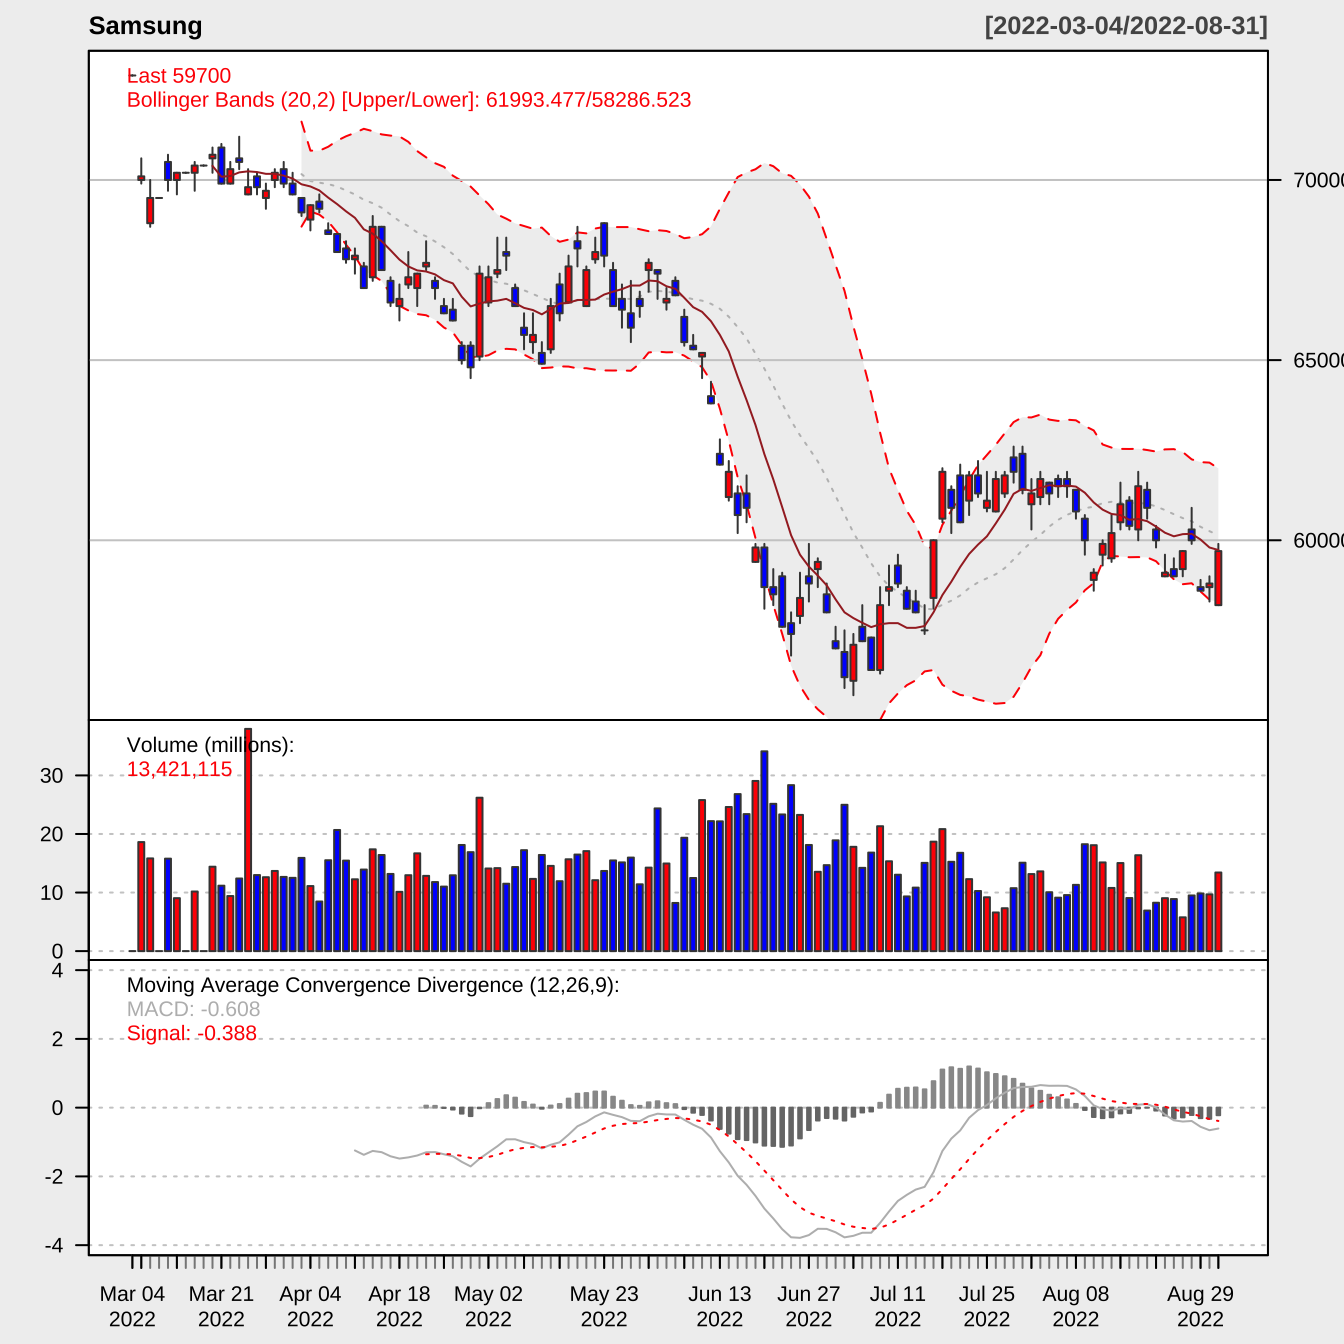 Samsung
[2022-03-04/2022-08-31]
Last 59700
Bollinger Bands (20,2) [Upper/Lower]: 61993.477/58286.523
7000
6500
6000
Volume (millions):
13,421,115
30
20
10
0
Moving Average Convergence Divergence (12,26,9):
MACD: -0.608
Signal: -0.388
4
2
0
-2
-4
Mar 04 Mar 21 Apr 04 Apr 18 May 02 May 23 Jun 13 Jun 27 Jul 11 Jul 25 Aug 08 Aug 29
2022 2022 2022 2022 2022 2022 2022 2022 2022 2022 2022 2022